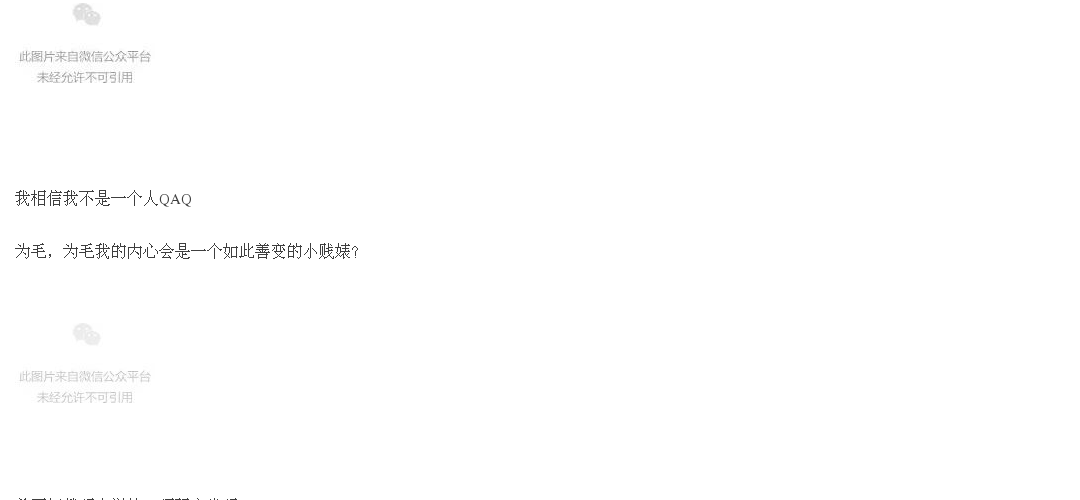 此图片来自微信公众平台
未经允许不可引用
我相信我不是一个人QAQ
为毛，为毛我的内心会是一个如此善变的小贱婊?
此图片来自微信公众平台
未经允许不可引用